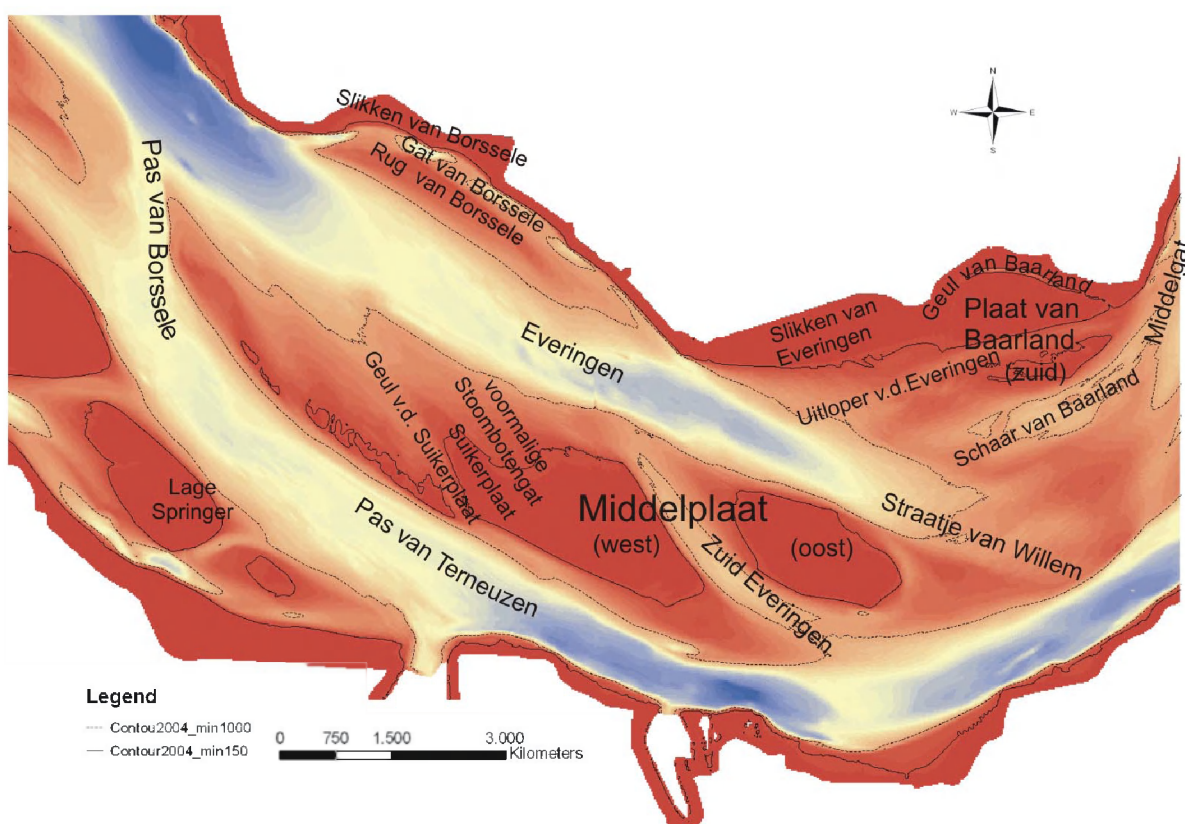 N
W E
S
Slikken van Borssele
Gat van Borssele
Rug van Borssele
Pas van Borssele
Everingen
Geul van Baarland
Plaat van
Baarland
(zuid)
Middelgat
Slikken van
Everingen
Uitloper v.d.Everingen
Schaar van Baarland
Geul v.d. Suikerplaat
voormalige
Stoombotengat
Suikerplaat
Lage
Springer
Middelplaat
(west)
(oost)
Straatje van Willem
Zuid Everingen
Pas van Terneuzen
Legend
Contou2004_min1000
Contour2004_min150
0 750 1.500 3.000
Kilometers